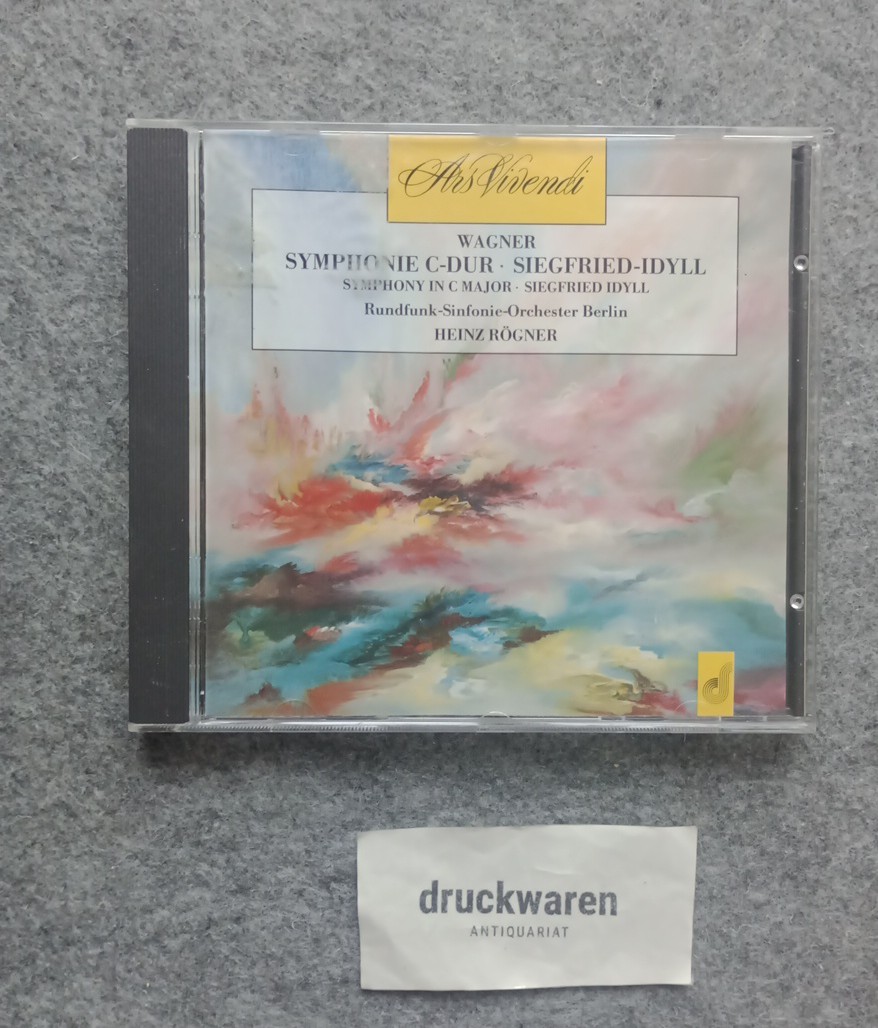 Ars Vivendi
WAGNER
SYMPHONIE C-DUR · SIEGFRIED-IDYLL
SYMPHONY IN C MAJOR · SIEGFRIED IDYLL
Rundfunk-Sinfonie-Orchester Berlin
HEINZ RÖGNER
druckwaren
ANTIQUARIAT